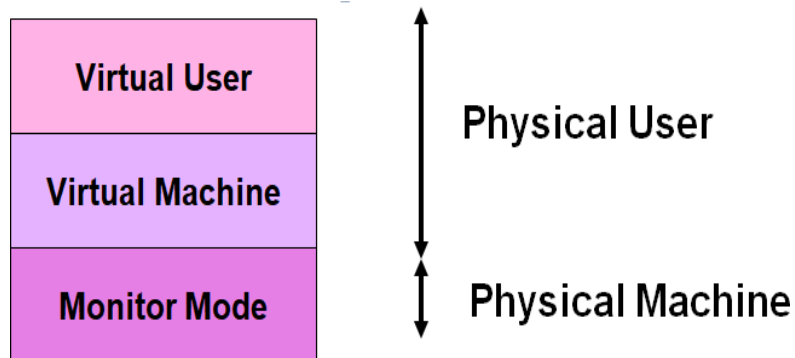 Virtual User
Physical User
Virtual Machine
Monitor Mode
Physical Machine